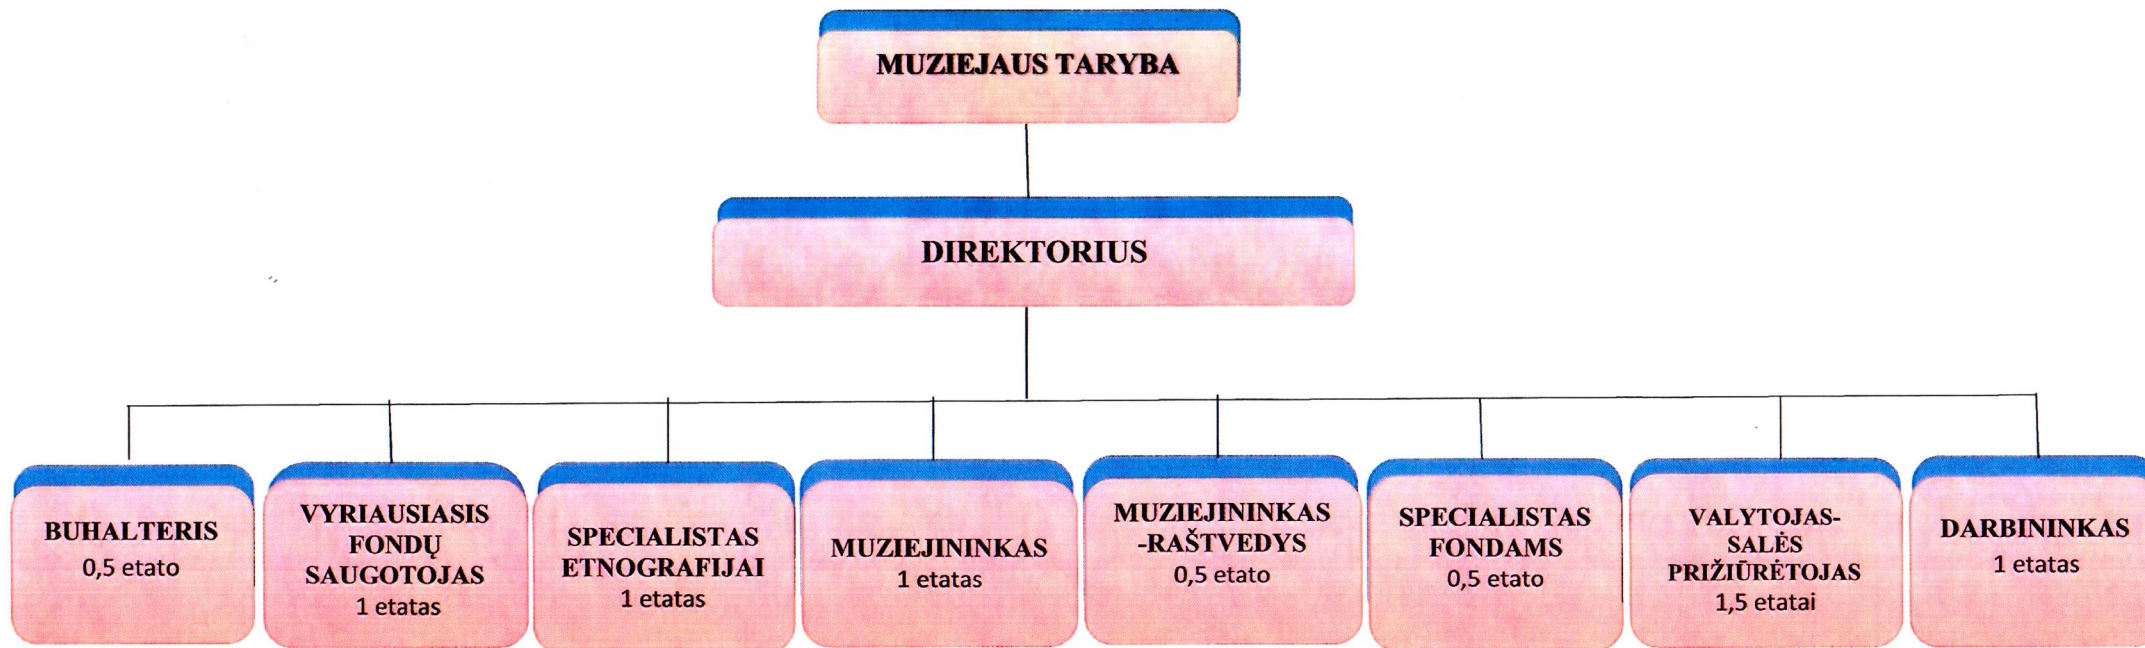 MUZIEJAUS TARYBA
DIREKTORIUS
BUHALTERIS
0,5 etato
VYRIAUSIASIS
FONDŲ
SAUGOTOJAS
1 etatas
SPECIALISTAS
ETNOGRAFIJAI
1 etatas
MUZIEJININKAS
1 etatas
MUZIEJININKAS
-RAŠTVEDYS
0,5 etato
SPECIALISTAS
FONDAMS
0,5 etato
VALYTOJAS-
SALĖS
PRIŽIŪRĖTOJAS
1,5 etatai
DARBININKAS
1 etatas